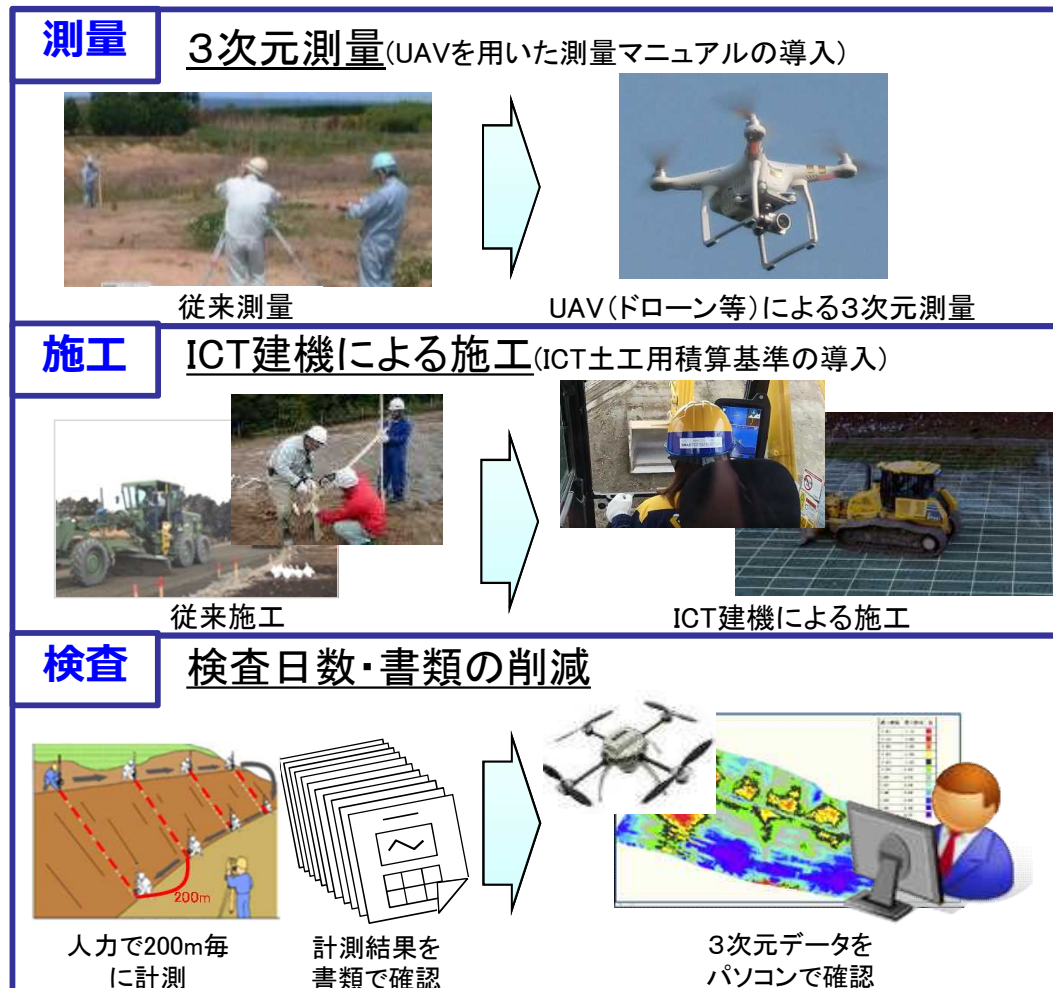 測量
３次元測量(UAVを用いた測量マニュアルの導入)
従来測量
UAV(ドローン等)による３次元測量
施工
ICT建機による施工(ICT土工用積算基準の導入)
従来施工
ICT建機による施工
検査
検査日数・書類の削減
200m
人力で200m毎
に計測
計測結果を
書類で確認
３次元データを
パソコンで確認